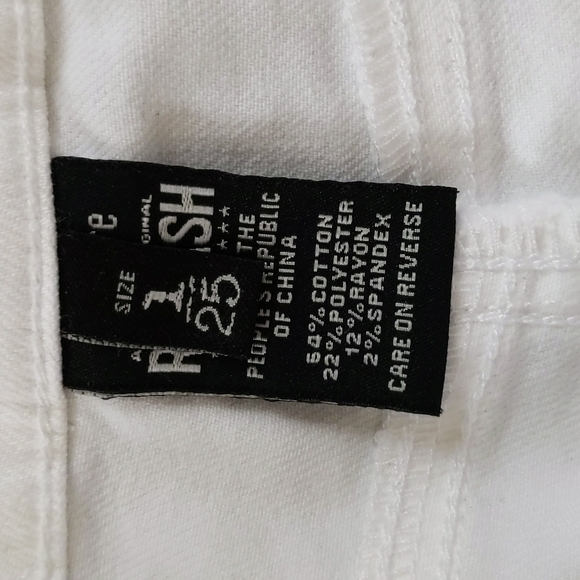 SIZE
1
25
THE
PEOPLE'S REPUBLIC
OF CHINA
64% COTTON
22% POLYESTER
12% RAYON
2% SPANDEX
CARE ON REVERSE